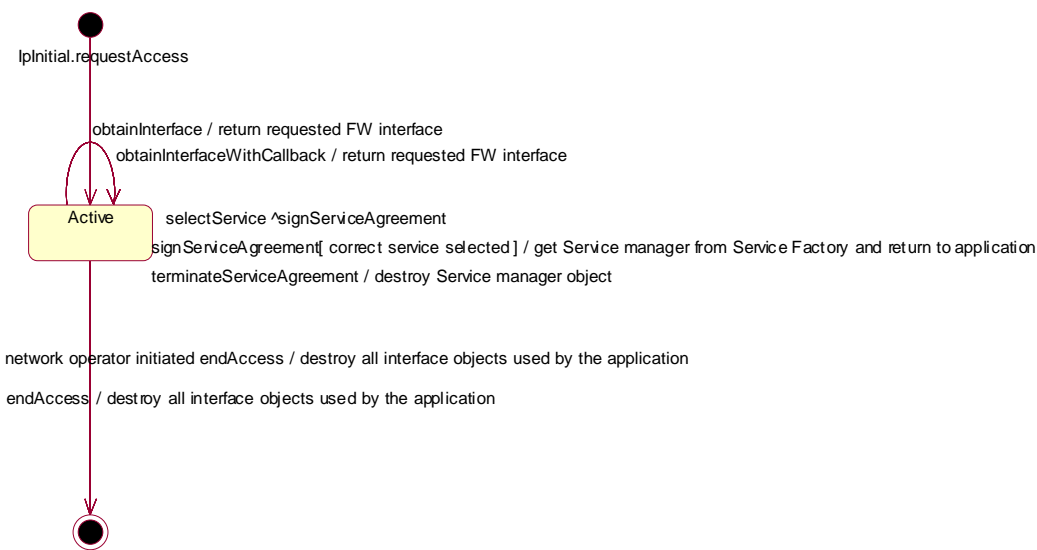 IpInitial.requestAccess
obtainInterface / return requested FW interface
obtainInterfaceWithCallback / return requested FW interface
Active
selectService ^signServiceAgreement
signServiceAgreement[ correct service selected ] / get Service manager from Service Factory and return to application
terminateServiceAgreement / destroy Service manager object
network operator initiated endAccess / destroy all interface objects used by the application
endAccess / destroy all interface objects used by the application